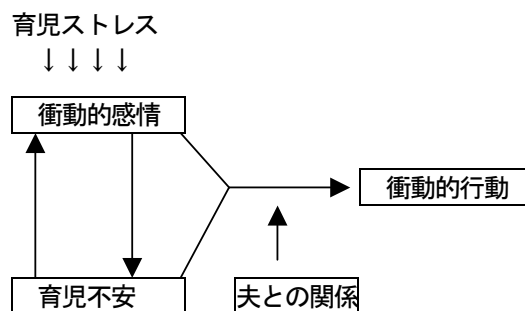 育児ストレス
↓↓↓↓
衝動的感情
衝動的行動
育児不安
夫との関係